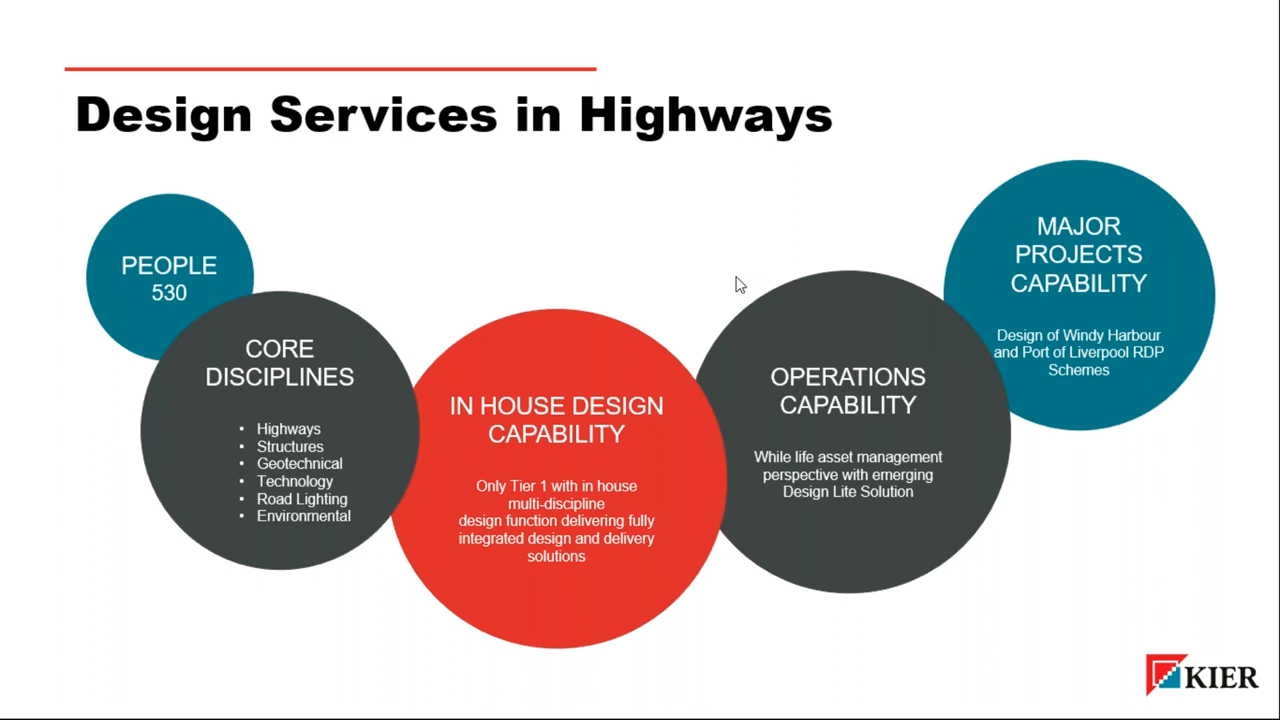 Design Services in Highways
PEOPLE
530
CORE
DISCIPLINES
• Highways
• Structures
• Geotechnical
• Technology
• Road Lighting
• Environmental
IN HOUSE DESIGN
CAPABILITY
Only Tier 1 with in house
multi-discipline
design function delivering fully
integrated design and delivery
solutions
OPERATIONS
CAPABILITY
While life asset management
perspective with emerging
Design Lite Solution
MAJOR
PROJECTS
CAPABILITY
Design of Windy Harbour
and Port of Liverpool RDP
Schemes
KIER